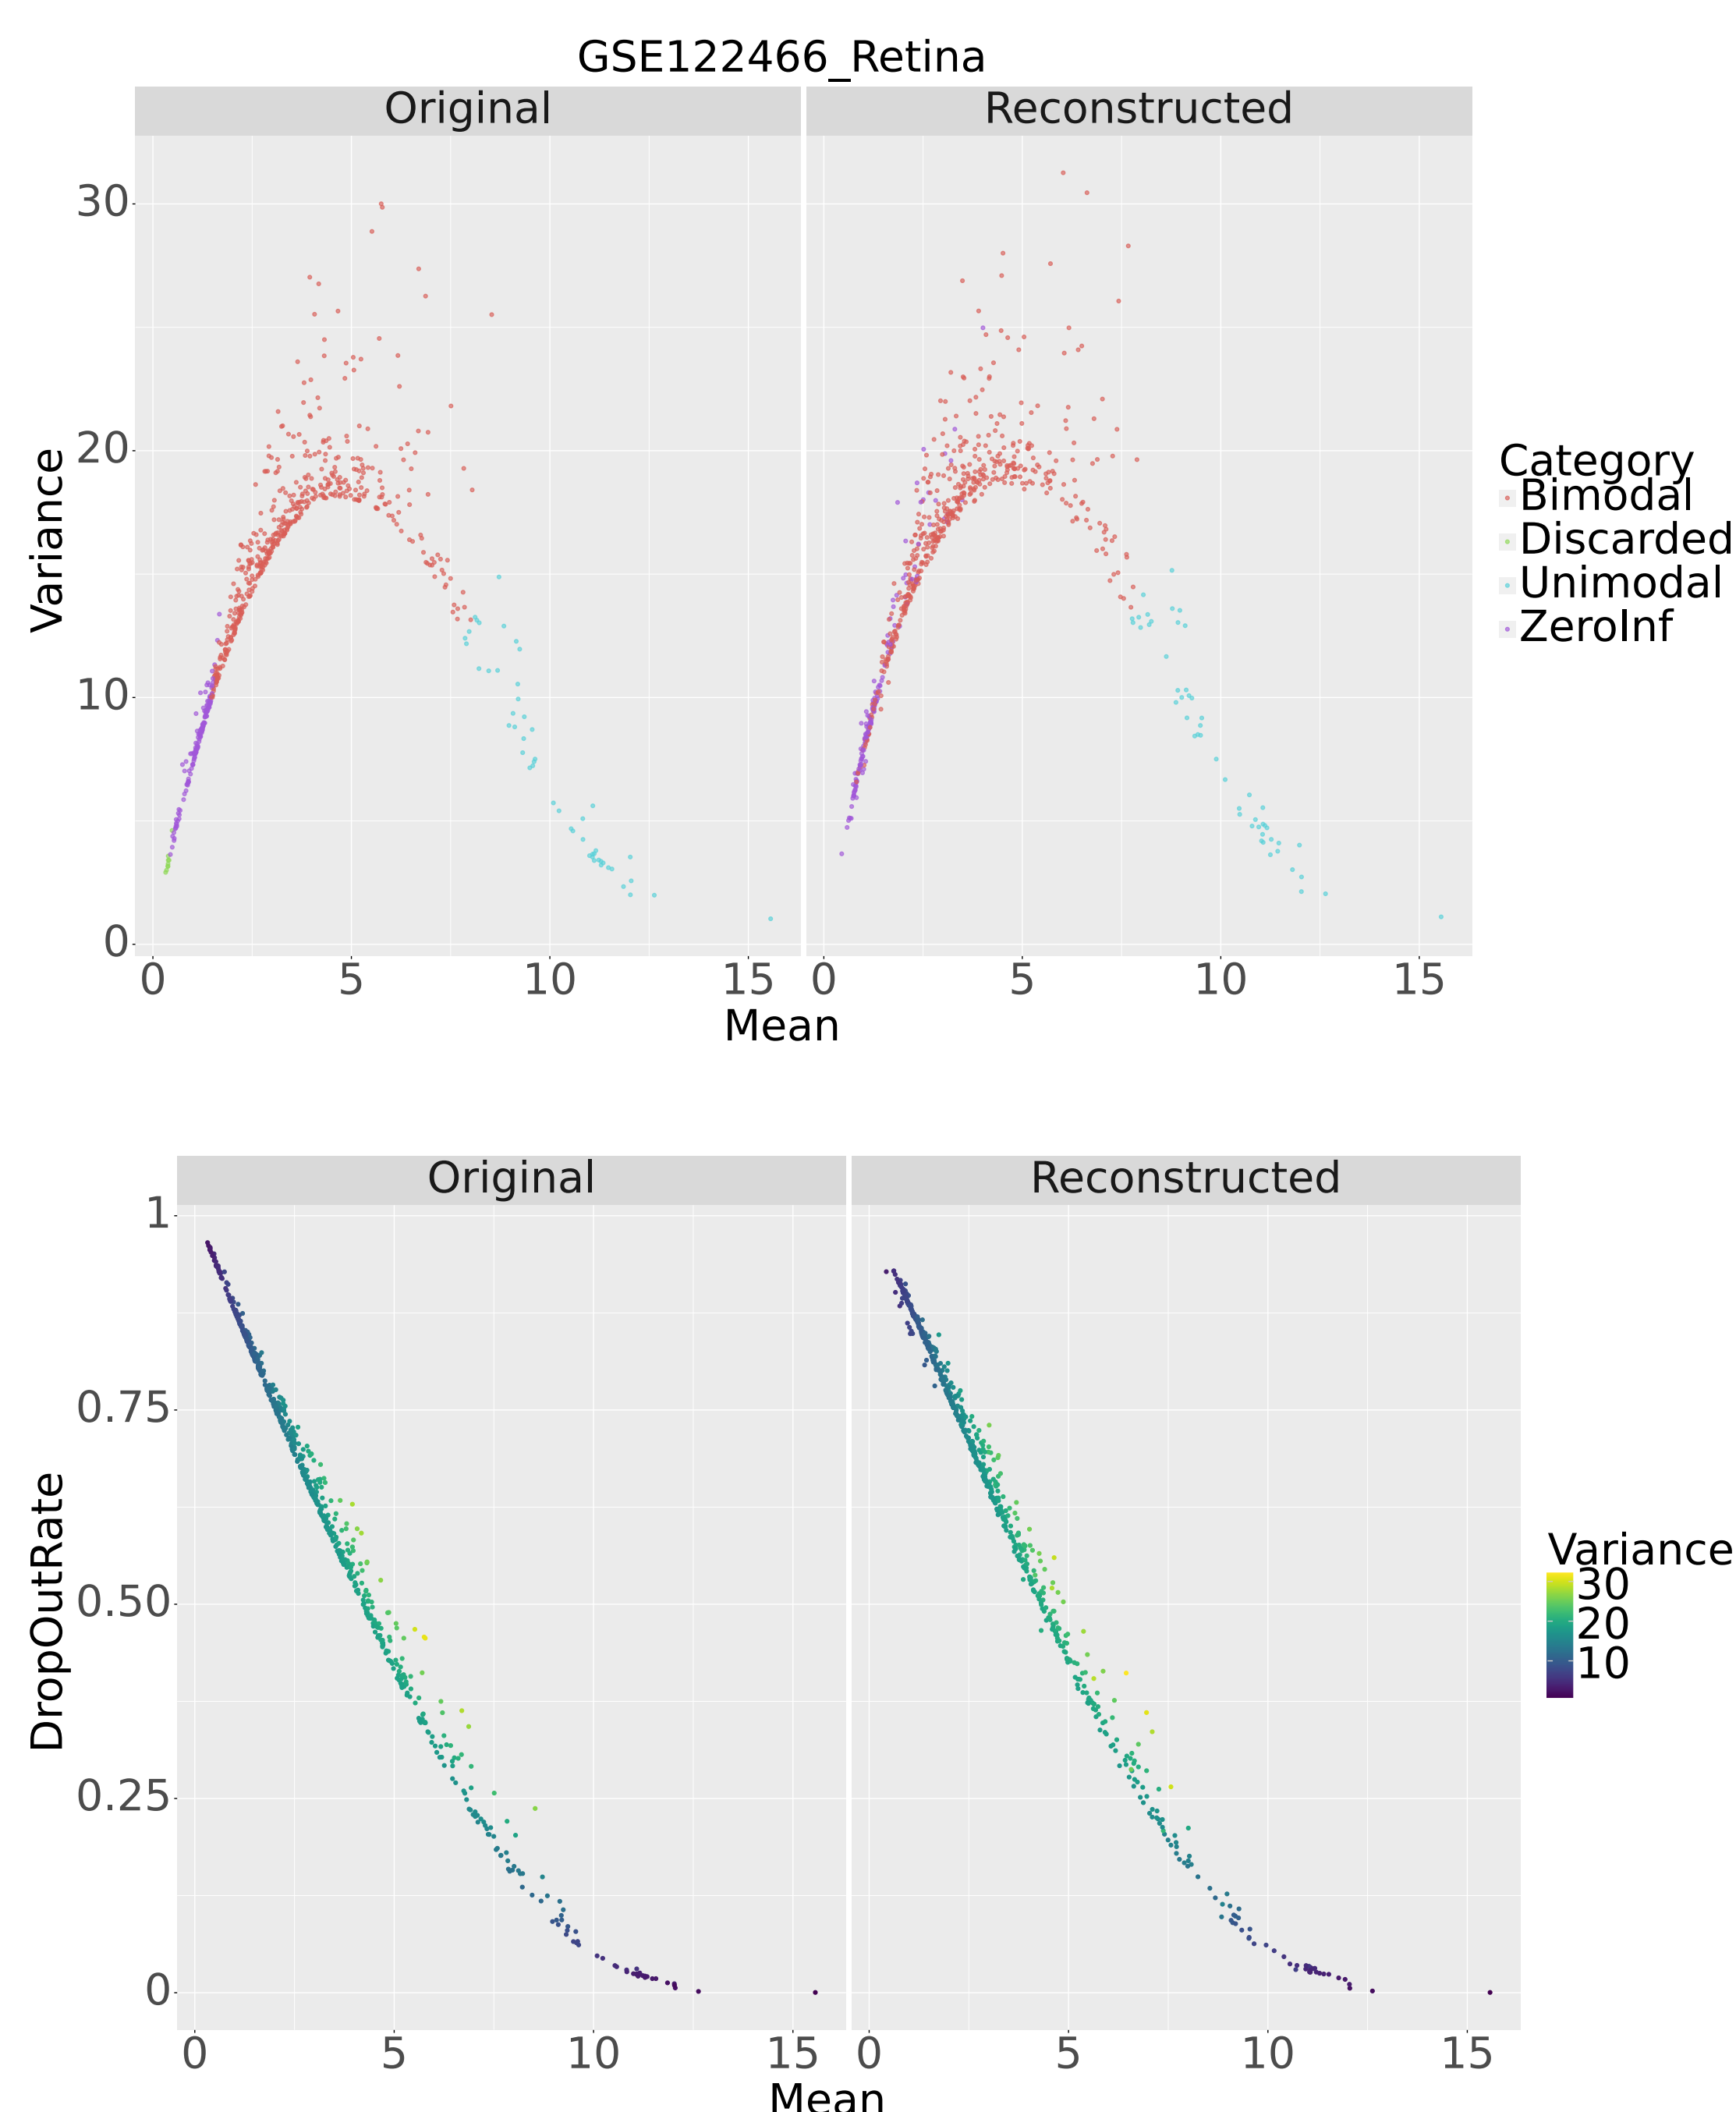 GSE122466_Retina
Original
Reconstructed
30
20
10
0
Variance
0
5
10
15
0
5
10
15
Mean
Category
Bimodal
Discarded
Unimodal
ZeroInf
Original
Reconstructed
1
0.75
0.50
0.25
0
DropOutRate
0
5
10
15
0
5
10
15
Mean
Variance
30
20
10